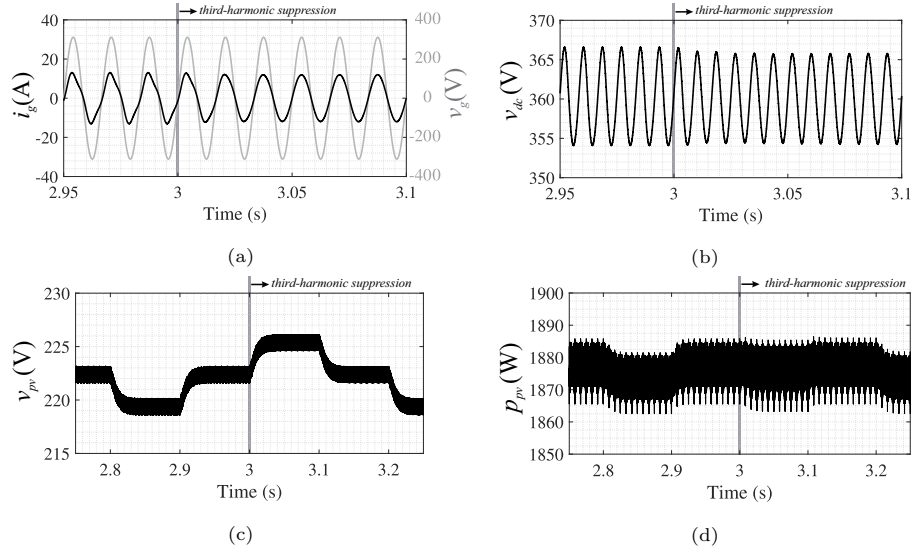 third-harmonic suppression
40
20
0
-20
-40
i_g(A)
400
200
0
-200
-400
v_g(V)
2.95
3
3.05
3.1
Time (s)
(a)
third-harmonic suppression
370
365
360
355
350
v_dc(V)
2.95
3
3.05
3.1
Time (s)
(b)
third-harmonic suppression
230
225
220
215
v_pv(V)
2.8
2.9
3
3.1
3.2
Time (s)
(c)
third-harmonic suppression
1900
1890
1880
1870
1860
1850
p_pv(W)
2.8
2.9
3
3.1
3.2
Time (s)
(d)